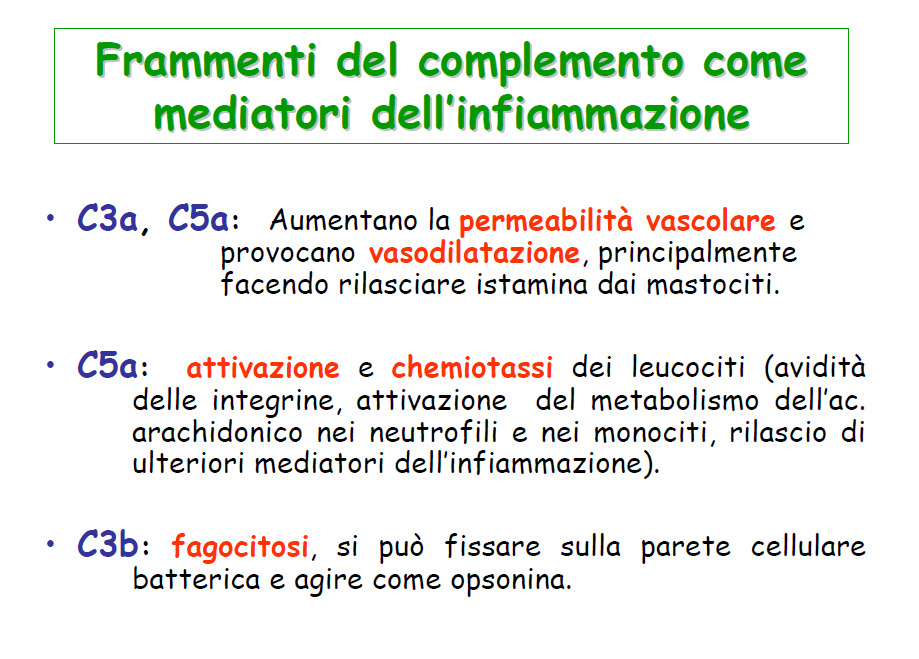 Frammenti del complemento come
mediatori dell'infiammazione
• C3a, C5a: Aumentano la permeabilità vascolare e
provocano vasodilatazione, principalmente
facendo rilasciare istamina dai mastociti.
• C5a: attivazione e chemiotassi dei leucociti (avidità
delle integrine, attivazione del metabolismo dell'ac.
arachidonico nei neutrofili e nei monociti, rilascio di
ulteriori mediatori dell'infiammazione).
• C3b: fagocitosi, si può fissare sulla parete cellulare
batterica e agire come opsonina.